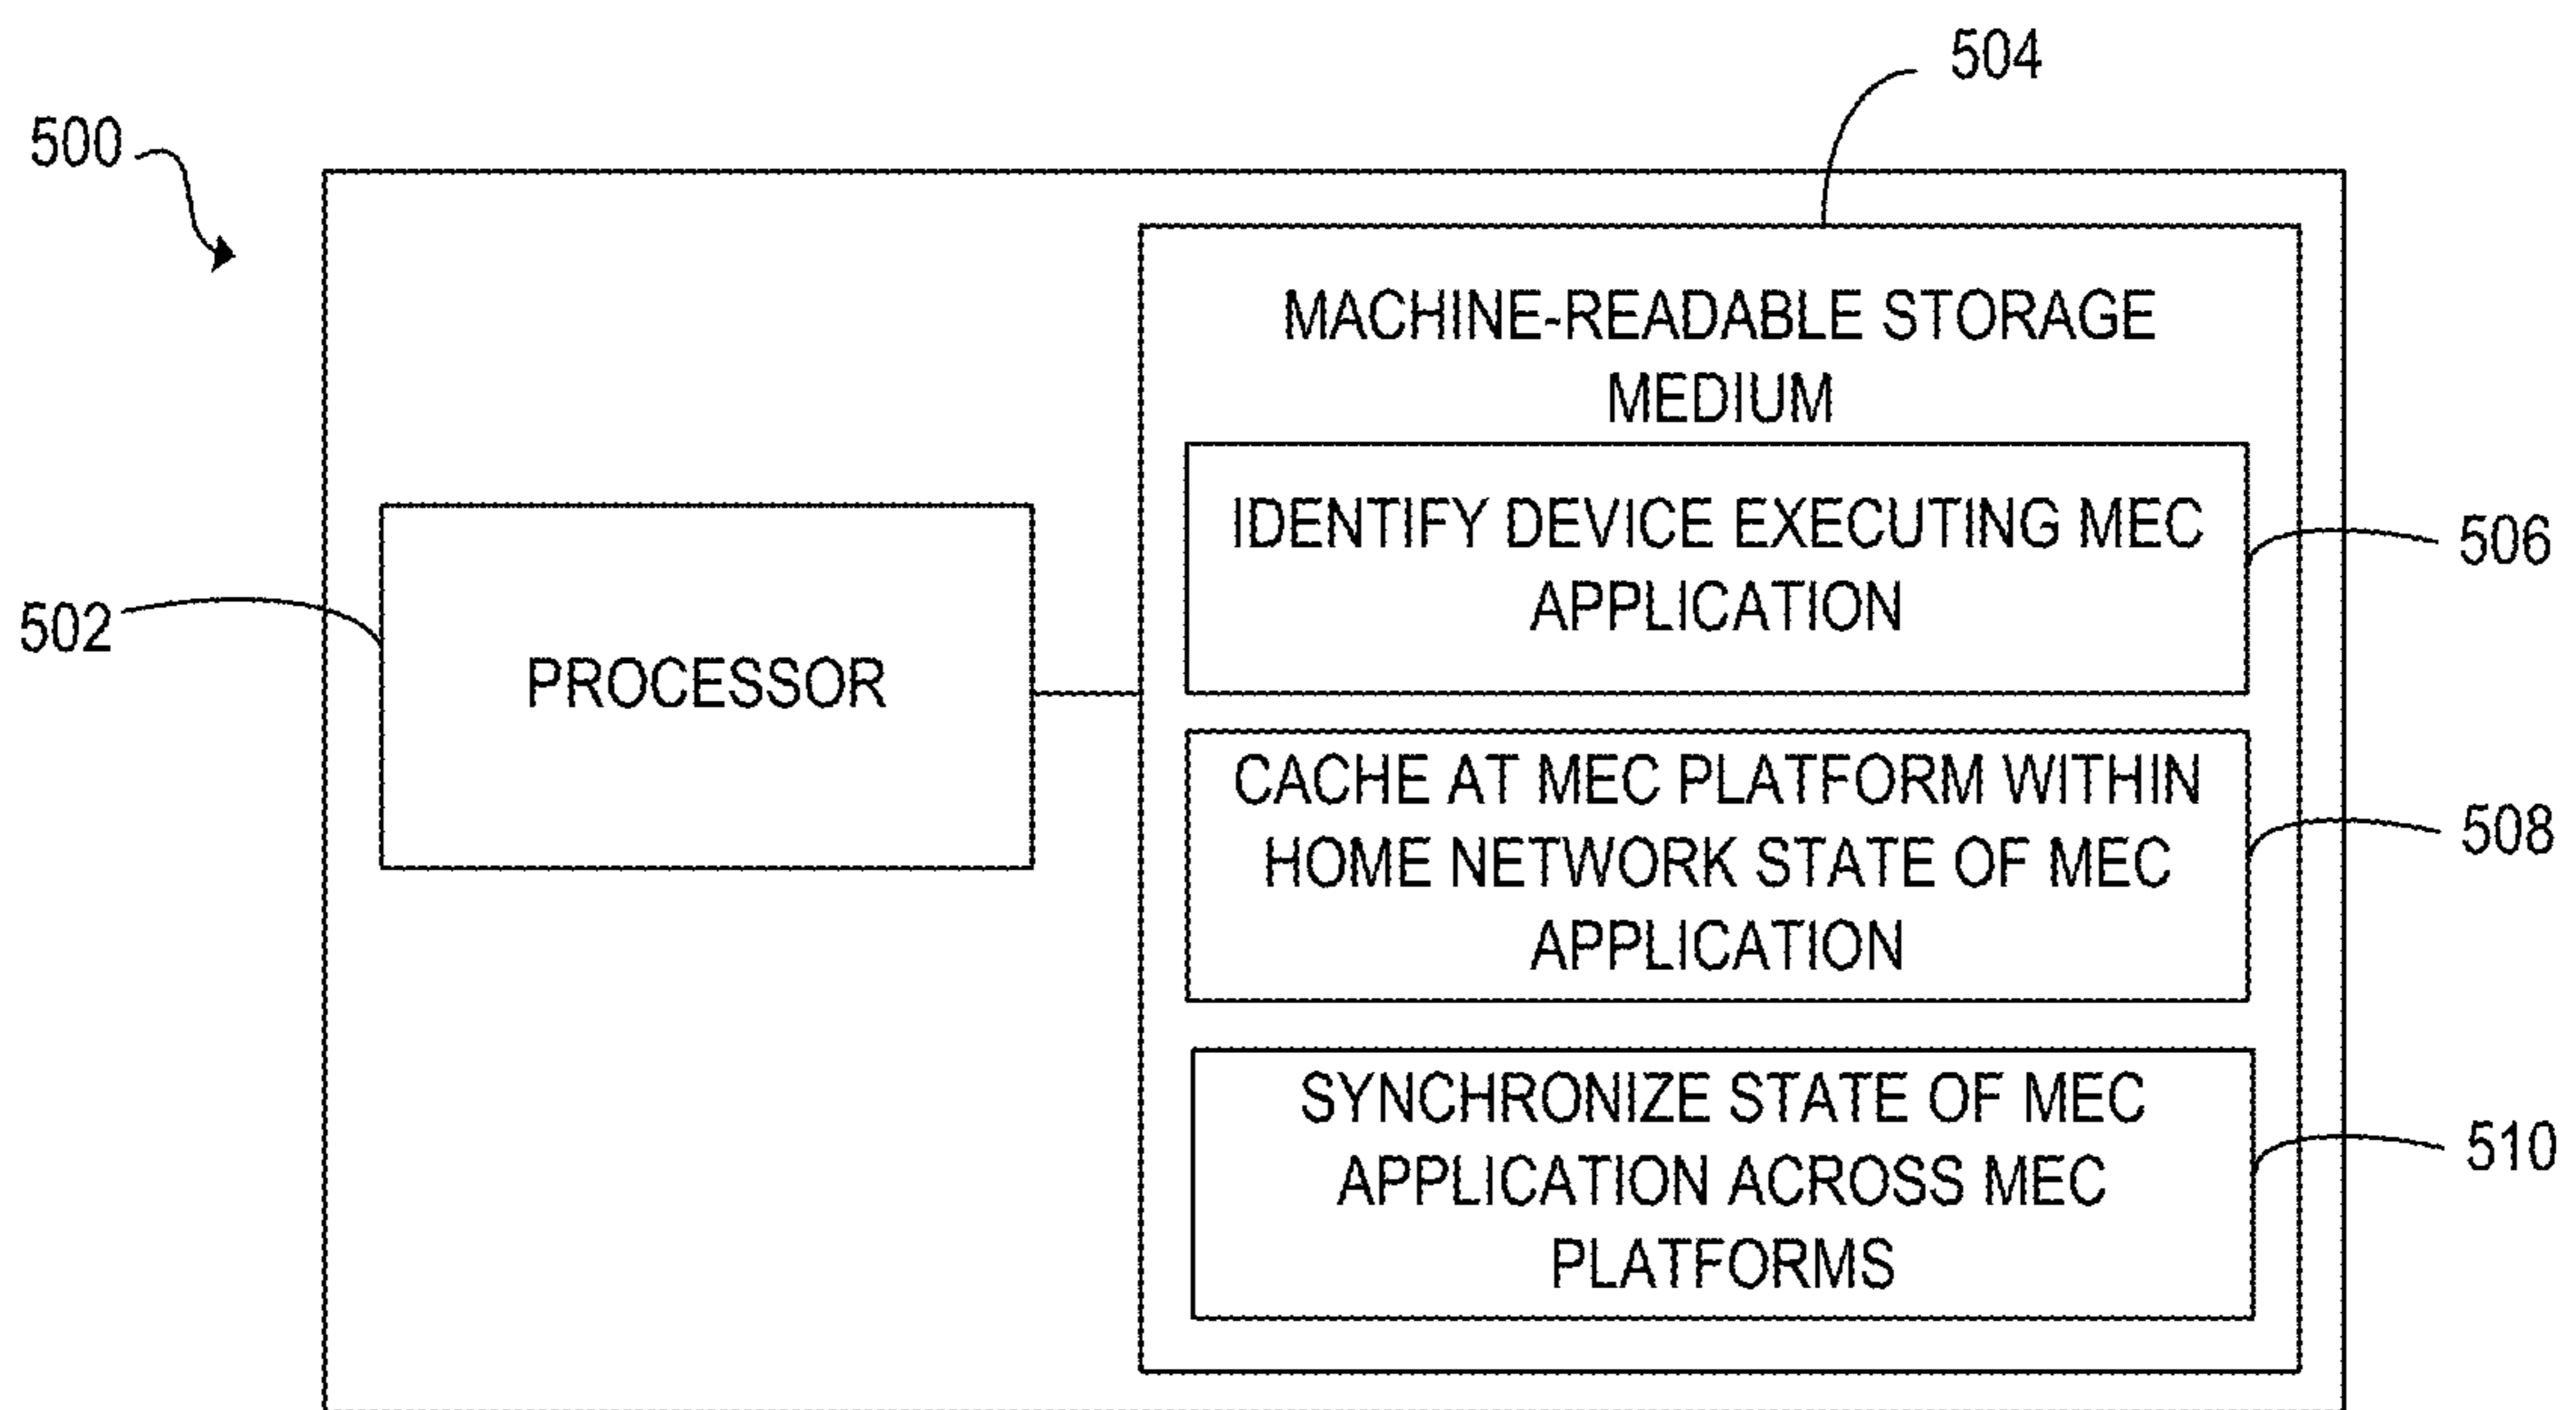 504
500
MACHINE-READABLE STORAGE
MEDIUM
IDENTIFY DEVICE EXECUTING MEC
APPLICATION
506
502
PROCESSOR
CACHE AT MEC PLATFORM WITHIN
HOME NETWORK STATE OF MEC
APPLICATION
508
SYNCHRONIZE STATE OF MEC
APPLICATION ACROSS MEC
PLATFORMS
510